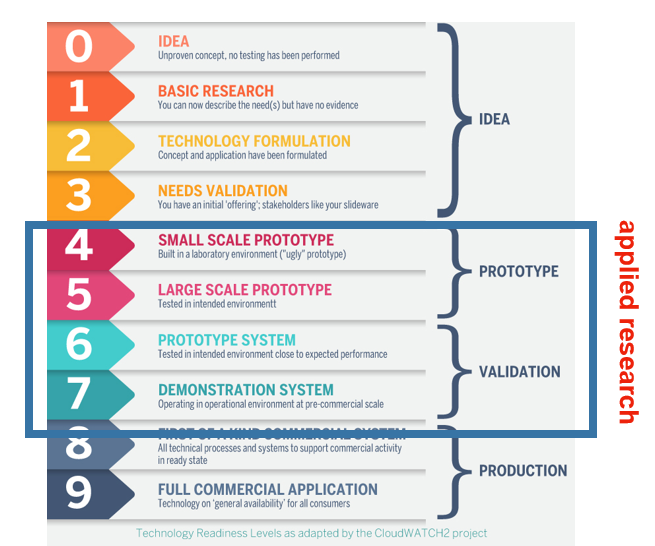 0
IDEA
Unproven concept, no testing has been performed
1
BASIC RESEARCH
You can now describe the need(s) but have no evidence
2
TECHNOLOGY FORMULATION
Concept and application have been formulated
3
NEEDS VALIDATION
You have an initial 'offering'; stakeholders like your slideware
IDEA
4
SMALL SCALE PROTOTYPE
Built in a laboratory environment ("ugly" prototype)
5
LARGE SCALE PROTOTYPE
Tested in intended environmentt
PROTOTYPE
6
PROTOTYPE SYSTEM
Tested in intended environment close to expected performance
7
DEMONSTRATION SYSTEM
Operating in operational environment at pre-commercial scale
VALIDATION
applied research
8
FIRST OF A KIND COMMERCIAL SYSTEM
All technical processes and systems to support commercial activity
in ready state
9
FULL COMMERCIAL APPLICATION
Technology on 'general availability' for all consumers
PRODUCTION
Technology Readiness Levels as adapted by the CloudWATCH2 project